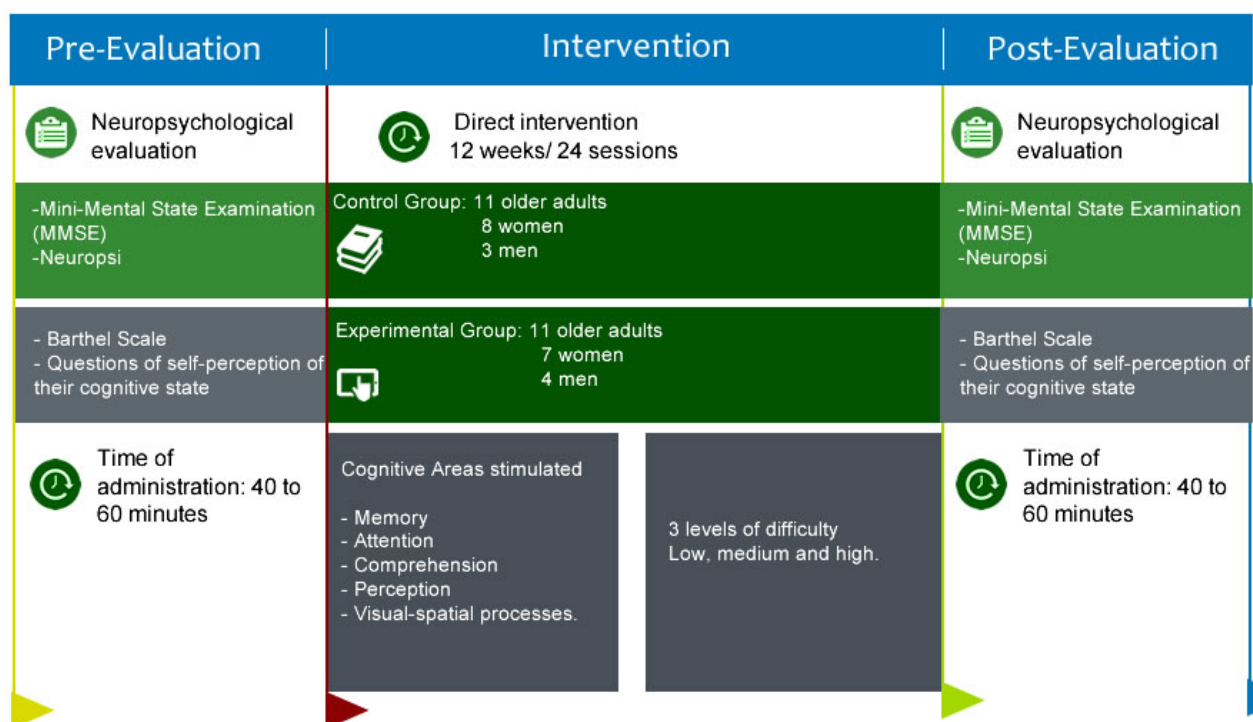 Pre-Evaluation
Intervention
Post-Evaluation
Neuropsychological
evaluation
-Mini-Mental State Examination
(MMSE)
-Neuropsi
- Barthel Scale
- Questions of self-perception of
their cognitive state
Time of
administration: 40 to
60 minutes
Direct intervention
12 weeks/ 24 sessions
Control Group: 11 older adults
8 women
3 men
Experimental Group: 11 older adults
7 women
4 men
Cognitive Areas stimulated
- Memory
- Attention
- Comprehension
- Perception
- Visual-spatial processes.
3 levels of difficulty
Low, medium and high.
Neuropsychological
evaluation
-Mini-Mental State Examination
(MMSE)
-Neuropsi
- Barthel Scale
- Questions of self-perception of
their cognitive state
Time of
administration: 40 to
60 minutes